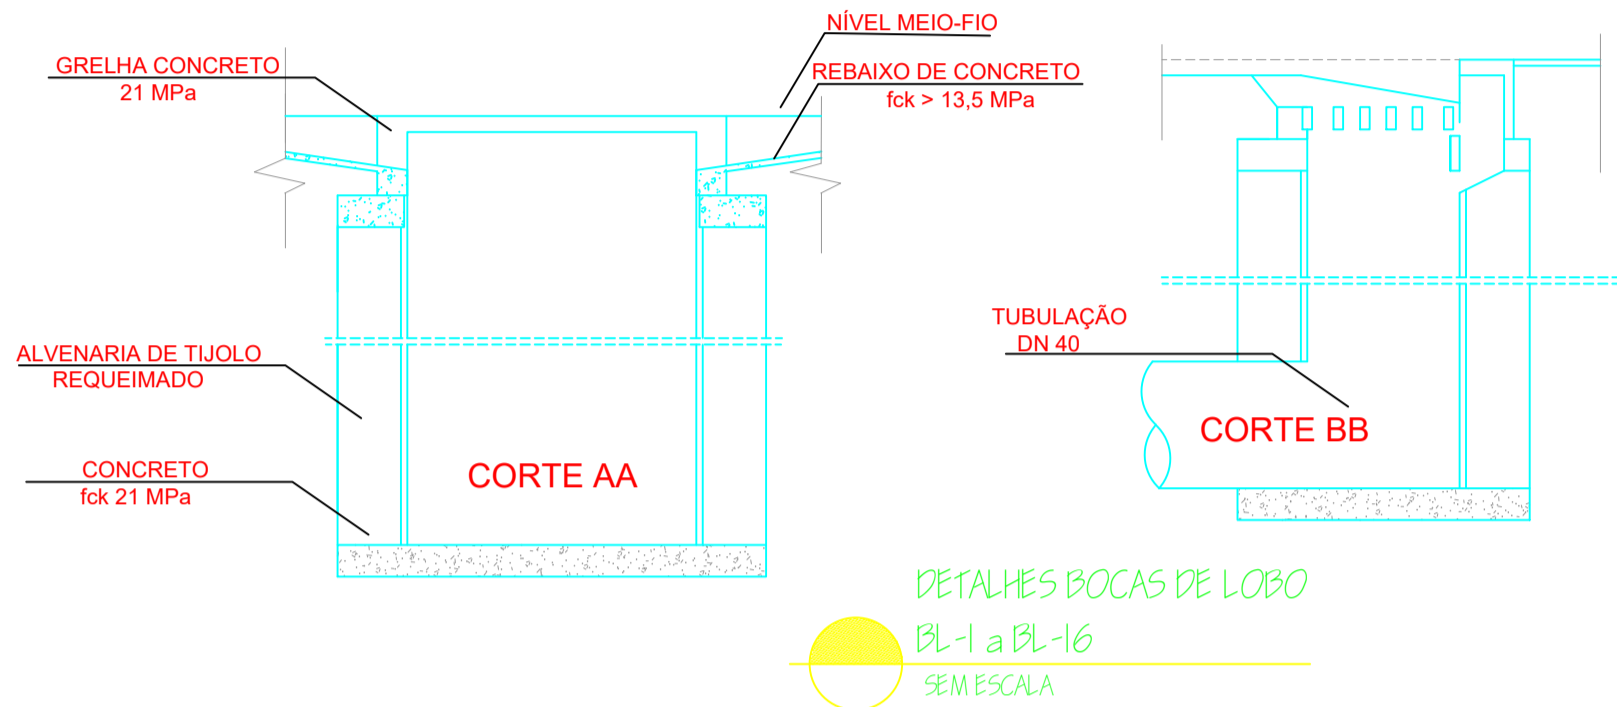 NÍVEL MEIO-FIO
GRELHA CONCRETO
21 MPa
REBAIXO DE CONCRETO
fck > 13,5 MPa
TUBULAÇÃO
DN 40
ALVENARIA DE TIJOLO
REQUEIMADO
CORTE BB
CONCRETO
fck 21 MPa
CORTE AA
DETALHES BOCAS DE LOBO
BL-1 a BL-16
SEM ESCALA